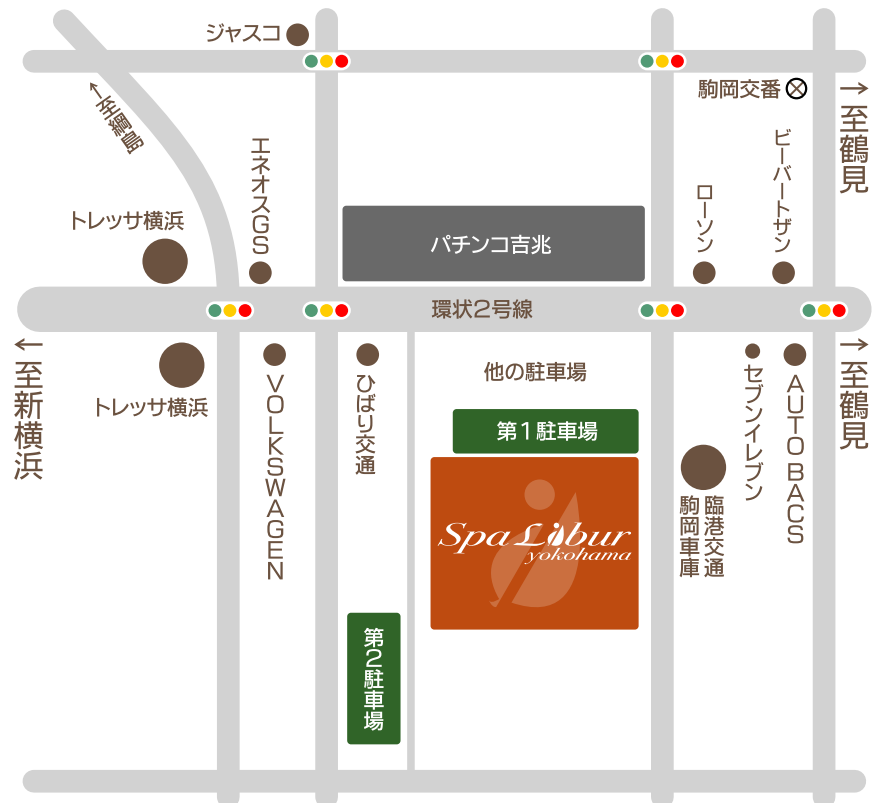 ジャスコ
駒岡交番
→
至鶴見
←至綱島
エネオスGS
ビーバートザン
ローソン
トレッサ横浜
パチンコ吉兆
環状2号線
←
至新横浜
→
至鶴見
トレッサ横浜
VOLKSWAGEN
ひばり交通
他の駐車場
セブンイレブン
AUTO BACS
第1駐車場
Spa Libur
yokohama
臨港交通
駒岡車庫
第2駐車場